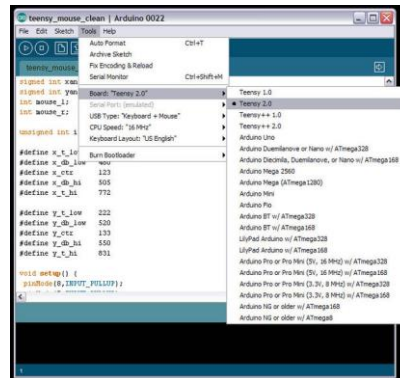 teensy_mouse_clean | Arduino 0022
File Edit Sketch Tools Help
teensy_mouse
Auto Format Ctrl+T
Archive Sketch
Fix Encoding & Reload
Serial Monitor Ctrl+Shift+M
Board: "Teensy 2.0"
Serial Port: (emulated)
USB Type: "Keyboard + Mouse"
CPU Speed: "16 MHz"
Keyboard Layout: "US English"
Burn Bootloader
Teensy 1.0
Teensy 2.0
Teensy++ 1.0
Teensy++ 2.0
Arduino Uno
Arduino Duemilanove or Nano w/ ATmega328
Arduino Diecimila, Duemilanove, or Nano w/ ATmega168
Arduino Mega 2560
Arduino Mega (ATmega1280)
Arduino Mini
Arduino Fio
Arduino BT w/ ATmega328
Arduino BT w/ ATmega168
LilyPad Arduino w/ ATmega328
LilyPad Arduino w/ ATmega168
Arduino Pro or Pro Mini (5V, 16 MHz) w/ ATmega328
Arduino Pro or Pro Mini (5V, 16 MHz) w/ ATmega168
Arduino Pro or Pro Mini (3.3V, 8 MHz) w/ ATmega328
Arduino Pro or Pro Mini (3.3V, 8 MHz) w/ ATmega168
Arduino NG or older w/ ATmega168
Arduino NG or older w/ ATmega8
signed int xan
signed int yan
int mouse_l;
int mouse_r;
unsigned int i
#define x_t_lo
#define x_db_low
#define x_ctr 123
#define x_db_hi 505
#define x_t_hi 772
#define y_t_low 222
#define y_db_low 520
#define y_ctr 133
#define y_db_hi 550
#define y_t_hi 831
void setup() {
pinMode(8,INPUT_PULLUP);